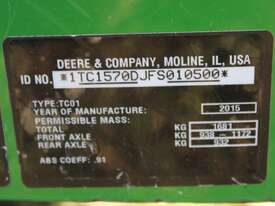 DEERE & COMPANY, MOLINE, IL, USA
ID NO. *1TC1570DJFS010500*
TYPE: TC01
YEAR OF MANUFACTURE: 2015
PERMISSIBLE MASS:
TOTAL KG 1681
FRONT AXLE KG 938 - 1172
REAR AXLE KG 932
ABS COEFF: .91